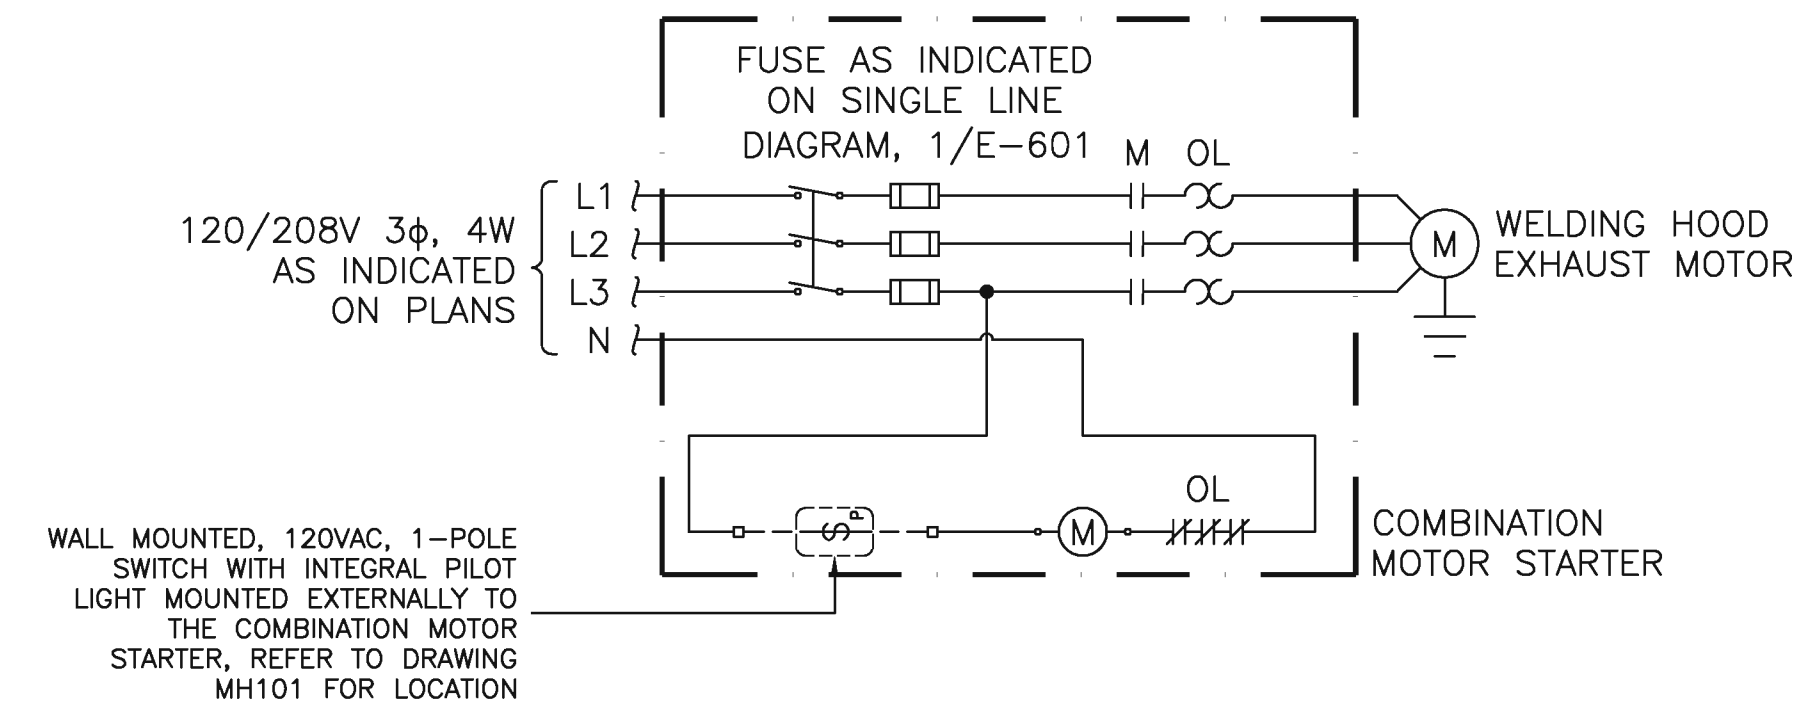 FUSE AS INDICATED
ON SINGLE LINE
DIAGRAM, 1/E-601
M OL
120/208V 3ϕ, 4W
AS INDICATED
ON PLANS
L1
L2
L3
N
M
WELDING HOOD
EXHAUST MOTOR
OL
SP
M
COMBINATION
MOTOR STARTER
WALL MOUNTED, 120VAC, 1-POLE
SWITCH WITH INTEGRAL PILOT
LIGHT MOUNTED EXTERNALLY TO
THE COMBINATION MOTOR
STARTER, REFER TO DRAWING
MH101 FOR LOCATION